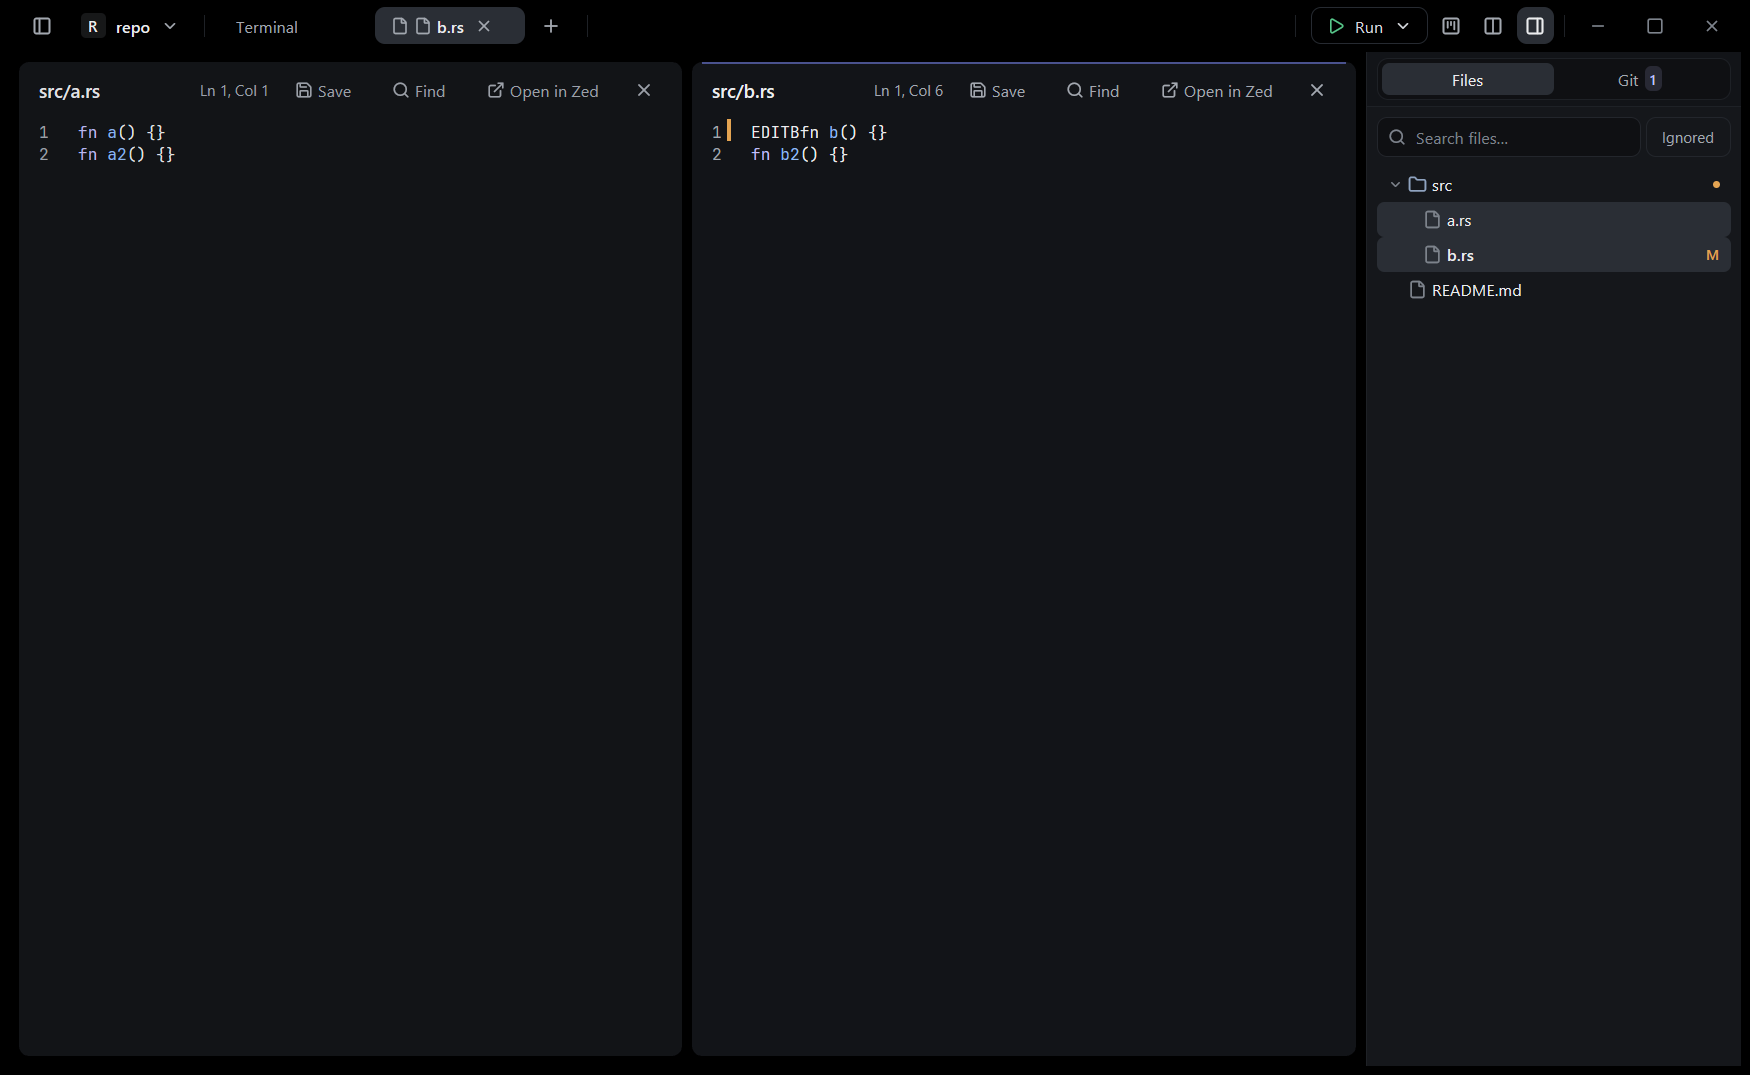 R repo Terminal b.rs Run
src/a.rs Ln 1, Col 1 Save Find Open in Zed
1 fn a() {}
2 fn a2() {}
src/b.rs Ln 1, Col 6 Save Find Open in Zed
1 EDITBfn b() {}
2 fn b2() {}
Files Git 1
Search files... Ignored
src
a.rs
b.rs M
README.md